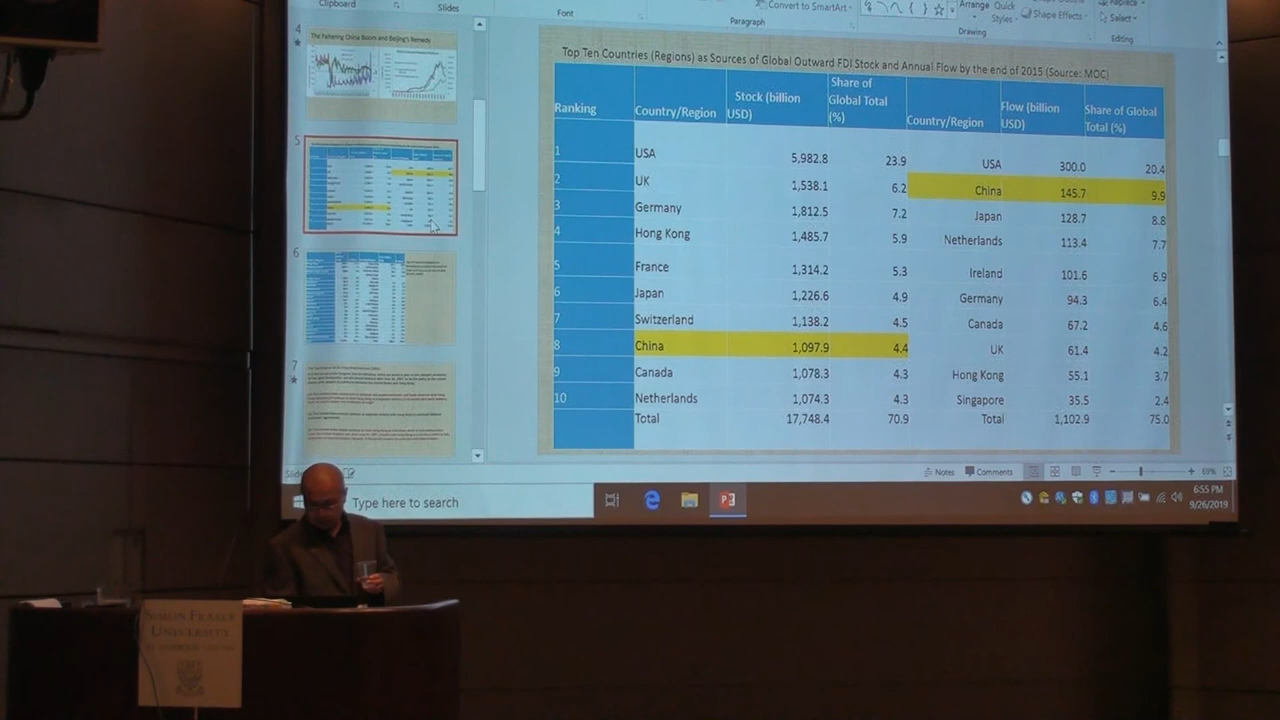 Clipboard
Slides
Font
Paragraph
Convert to SmartArt
Drawing
Arrange
Quick
Styles
Shape Effects
Replace
Select
Editing
4
The Faltering China Boom and Beijing's Remedy
5
6
7
Top Ten Countries (Regions) as Sources of Global Outward FDI Stock and Annual Flow by the end of 2015 (Source: MOC)
Ranking Country/Region Stock (billion USD) Share of Global Total (%) Country/Region Flow (billion USD) Share of Global Total (%)
1 USA 5,982.8 23.9 USA 300.0 20.4
2 UK 1,538.1 6.2 China 145.7 9.9
3 Germany 1,812.5 7.2 Japan 128.7 8.8
4 Hong Kong 1,485.7 5.9 Netherlands 113.4 7.7
5 France 1,314.2 5.3 Ireland 101.6 6.9
6 Japan 1,226.6 4.9 Germany 94.3 6.4
7 Switzerland 1,138.2 4.5 Canada 67.2 4.6
8 China 1,097.9 4.4 UK 61.4 4.2
9 Canada 1,078.3 4.3 Hong Kong 55.1 3.7
10 Netherlands 1,074.3 4.3 Singapore 35.5 2.4
Total 17,748.4 70.9 Total 1,102.9 75.0
Notes Comments 69%
Type here to search
6:55 PM
9/26/2019
SIMON FRASER
UNIVERSITY